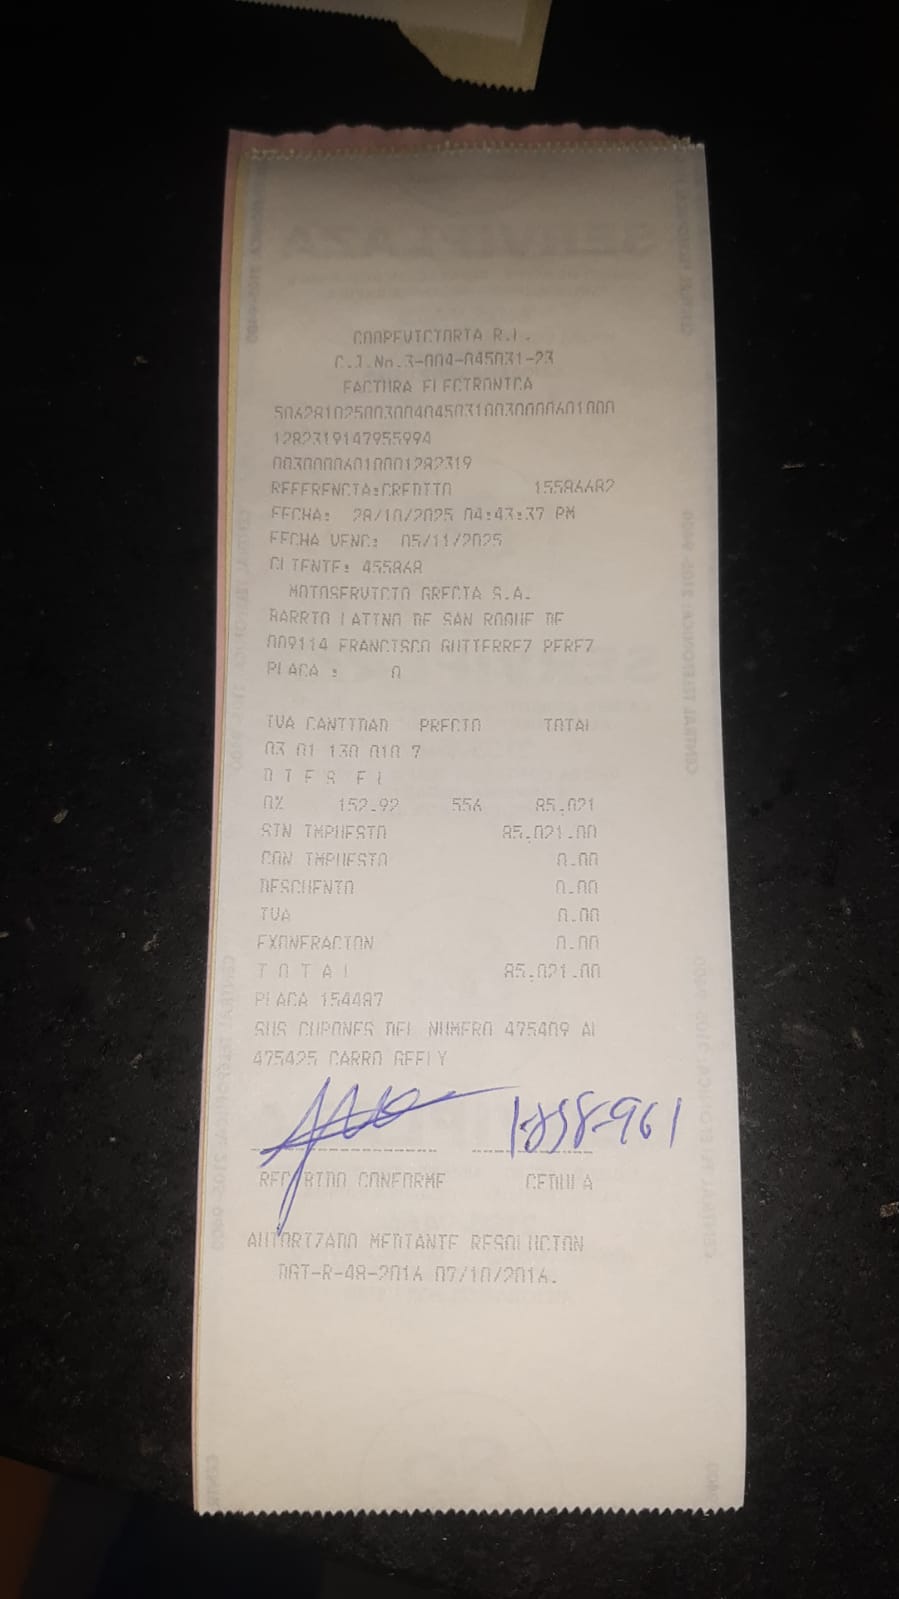 COOPEVICTORIA R.L.
C.J.No.3-004-045031-23
FACTURA ELECTRONICA
50628102500300404503100300000601000
1282319147955994
00300006010001282319
REFERENCIA:CREDITO 15586682
FECHA: 28/10/2025 04:43:37 PM
FECHA VENC: 05/11/2025
CLIENTE: 455868
MOTOSERVICIO GRECIA S.A.
BARRIO LATINO DE SAN ROQUE DE
009114 FRANCISCO GUTIERREZ PEREZ
PLACA : 0
IVA CANTIDAD PRECIO TOTAL
03 01 130 010 7
D I E S E L
0% 152.92 556 85,021
SIN IMPUESTO 85,021.00
CON IMPUESTO 0.00
DESCUENTO 0.00
IVA 0.00
EXONERACION 0.00
T O T A L 85,021.00
PLACA 154487
SUS CUPONES DEL NUMERO 475409 AL
475425 CARRO GEELY
RECIBIDO CONFORME CEDULA
AUTORIZADO MEDIANTE RESOLUCION
DGT-R-48-2016 07/10/2016.